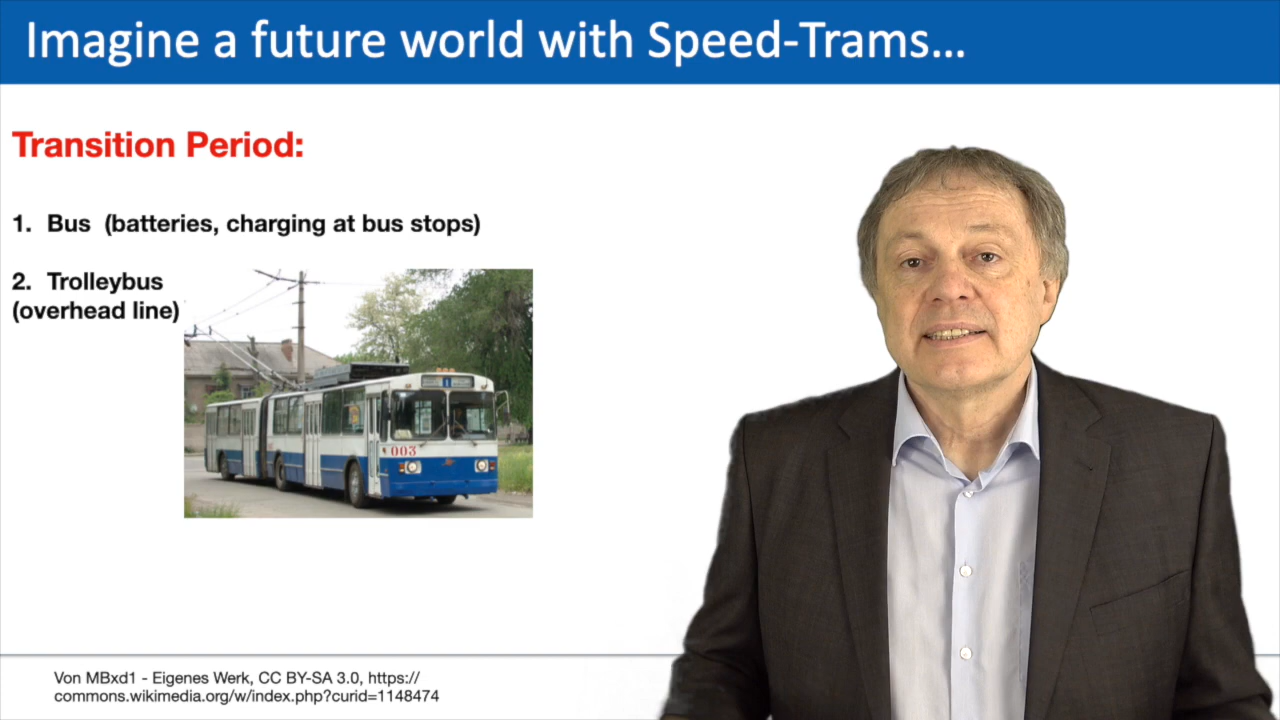 Imagine a future world with Speed-Trams...
Transition Period:
1. Bus (batteries, charging at bus stops)
2. Trolleybus
(overhead line)
003
Von MBxd1 - Eigenes Werk, CC BY-SA 3.0, https://
commons.wikimedia.org/w/index.php?curid=1148474